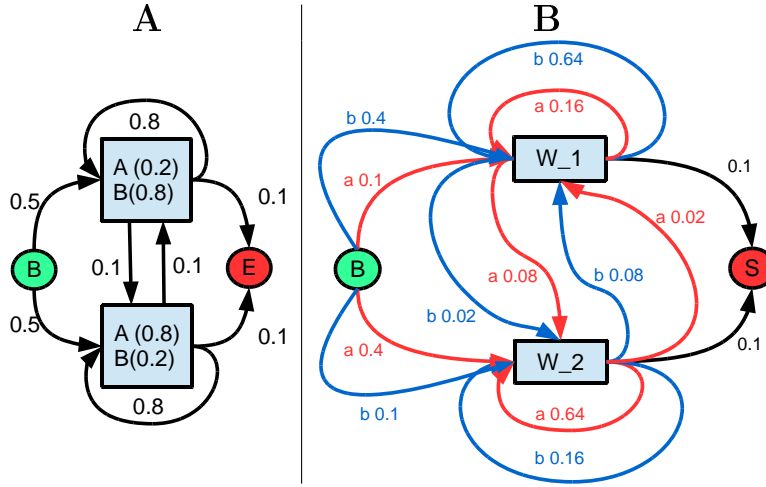 A
B
b 0.64
b 0.4
a 0.16
0.8
A (0.2)
B(0.8)
W_1
0.1
0.1
a 0.1
0.5
a 0.02
B
0.1
0.1
E
B
a 0.08
b 0.08
S
b 0.02
0.5
A (0.8)
B(0.2)
0.1
a 0.4
W_2
0.1
0.8
b 0.1
a 0.64
b 0.16